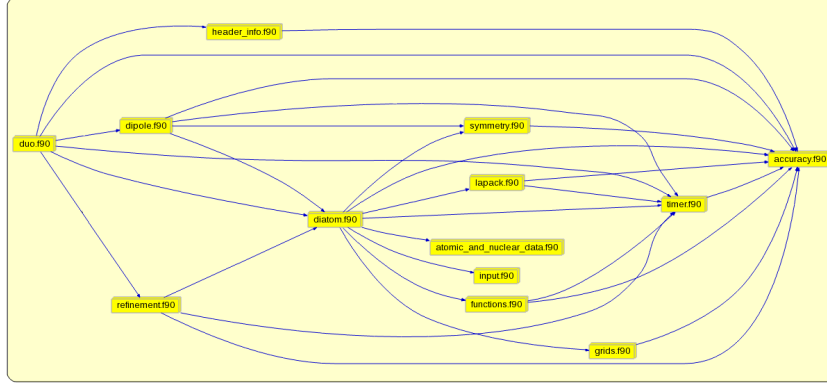 header_info.f90
dipole.f90
symmetry.f90
duo.f90
accuracy.f90
lapack.f90
timer.f90
diatom.f90
atomic_and_nuclear_data.f90
input.f90
refinement.f90
functions.f90
grids.f90